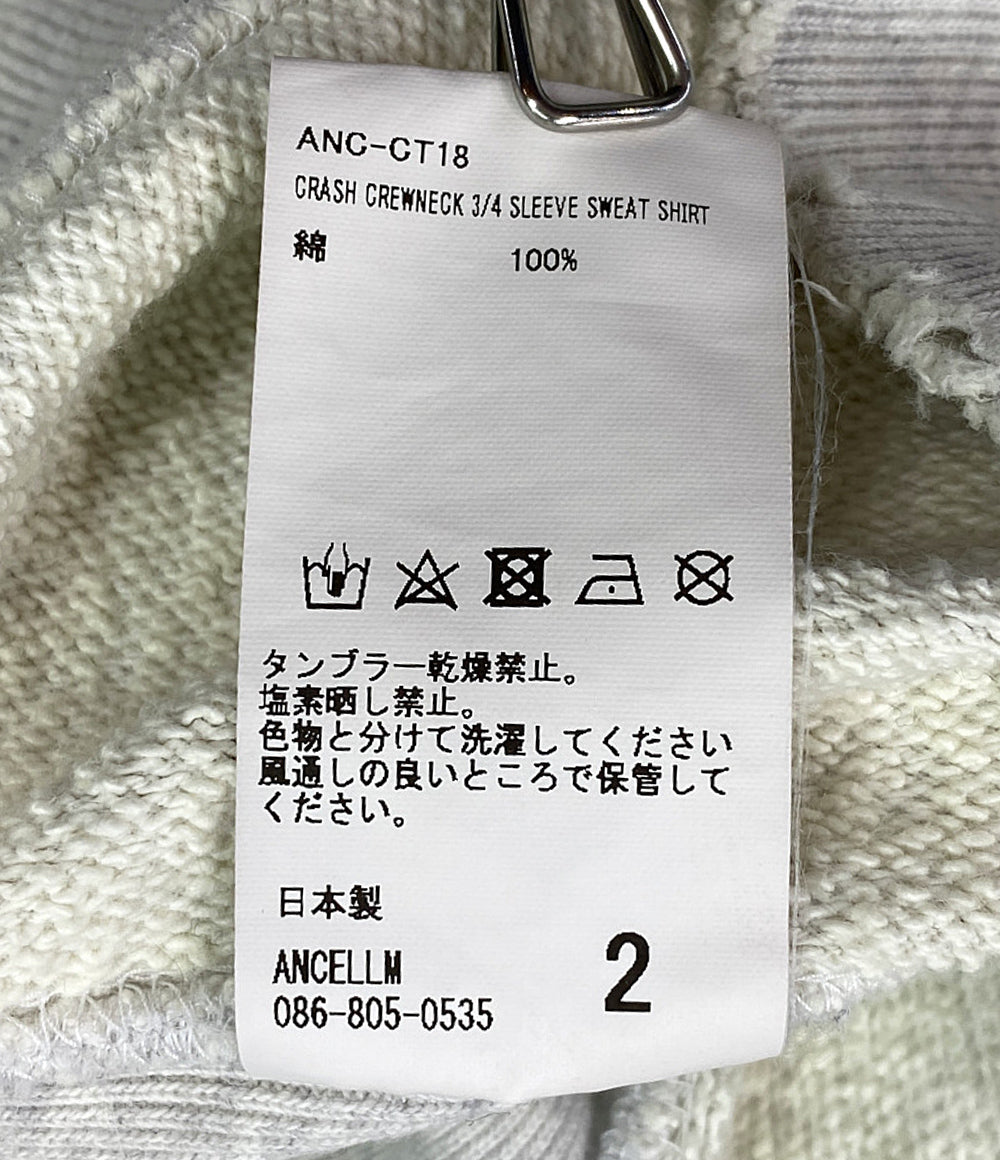 ANC-CT18
CRASH CREWNECK 3/4 SLEEVE SWEAT SHIRT
綿 100%
タンブラー乾燥禁止。
塩素晒し禁止。
色物と分けて洗濯してください
風通しの良いところで保管して
ください。
日本製
ANCELLM
086-805-0535
2